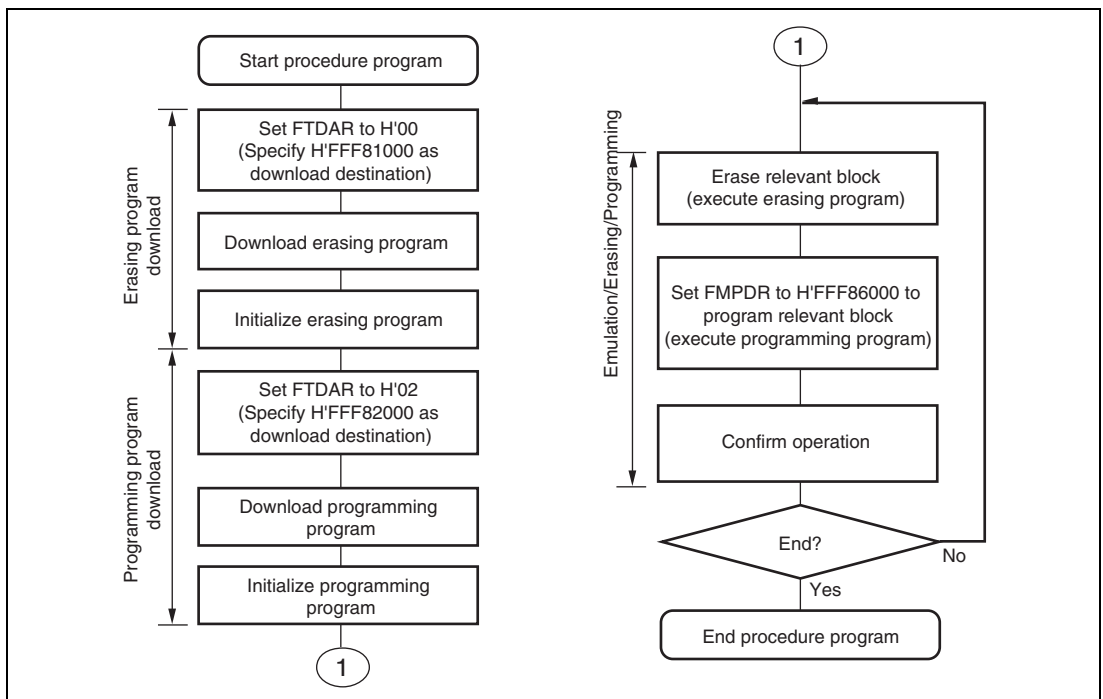 Start procedure program
Erasing program
download
Set FTDAR to H'00
(Specify H'FFF81000 as
download destination)
Download erasing program
Initialize erasing program
Programming program
download
Set FTDAR to H'02
(Specify H'FFF82000 as
download destination)
Download programming
program
Initialize programming
program
1
1
Emulation/Erasing/Programming
Erase relevant block
(execute erasing program)
Set FMPDR to H'FFF86000 to
program relevant block
(execute programming program)
Confirm operation
End?
No
Yes
End procedure program